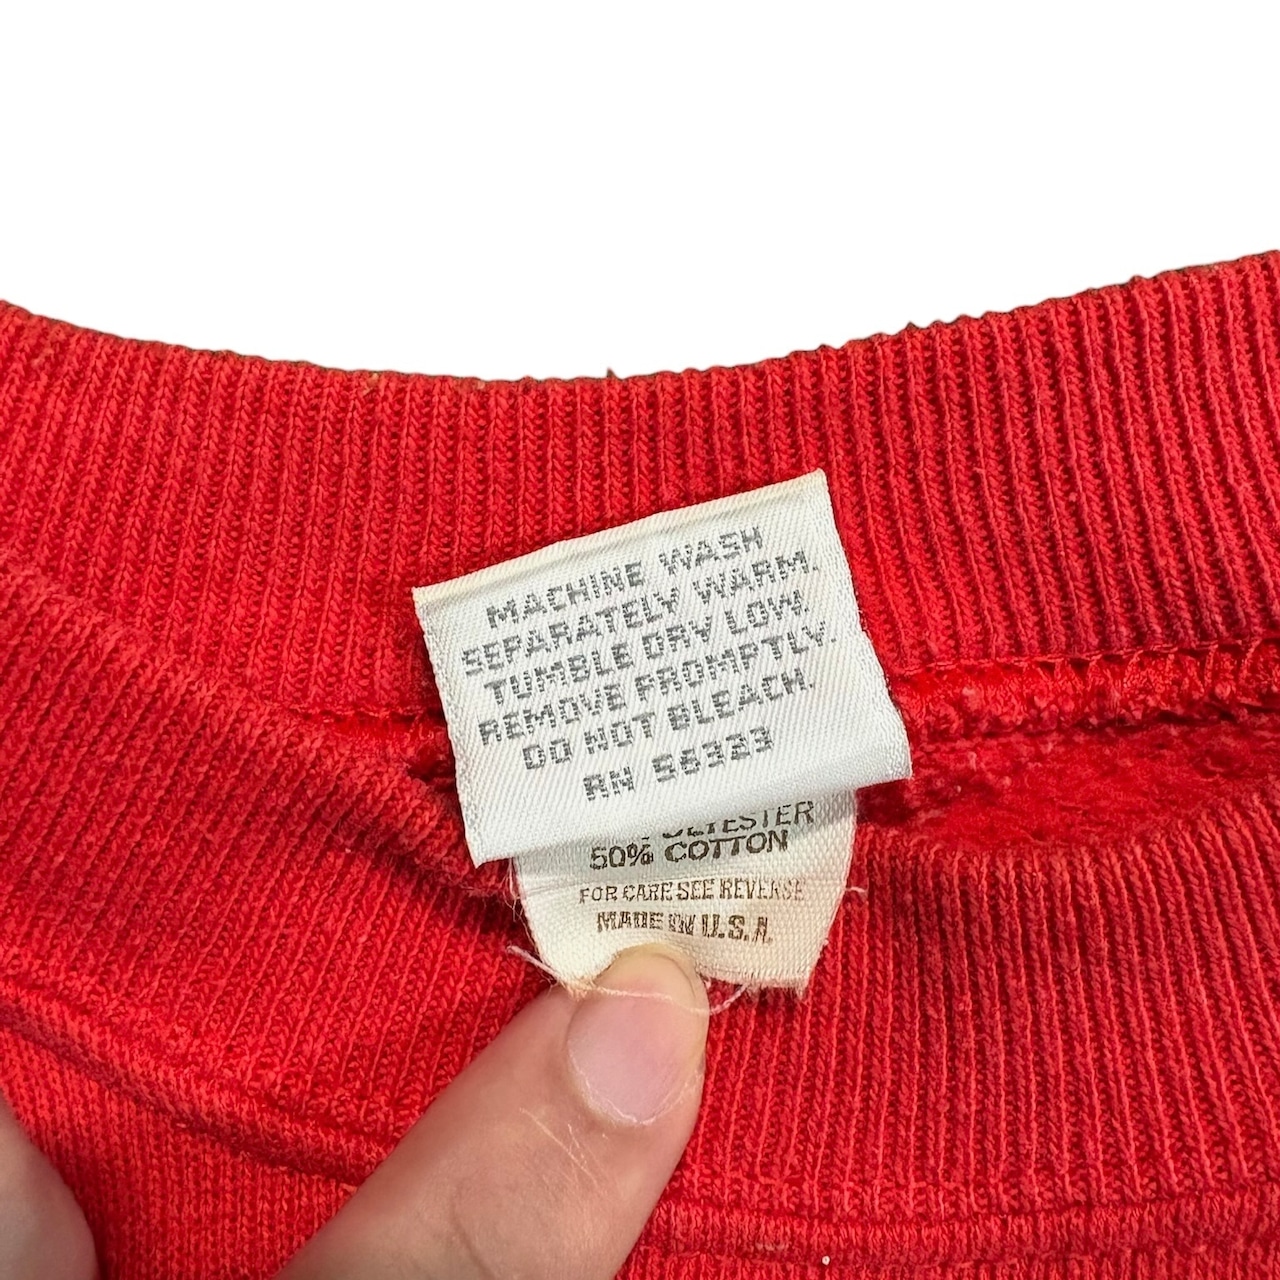 MACHINE WASH
SEPARATELY WARM.
TUMBLE DRY LOW.
REMOVE PROMPTLY.
DO NOT BLEACH.
RN 56323
POLYESTER
50% COTTON
FOR CARE SEE REVERSE
MADE IN U.S.A.